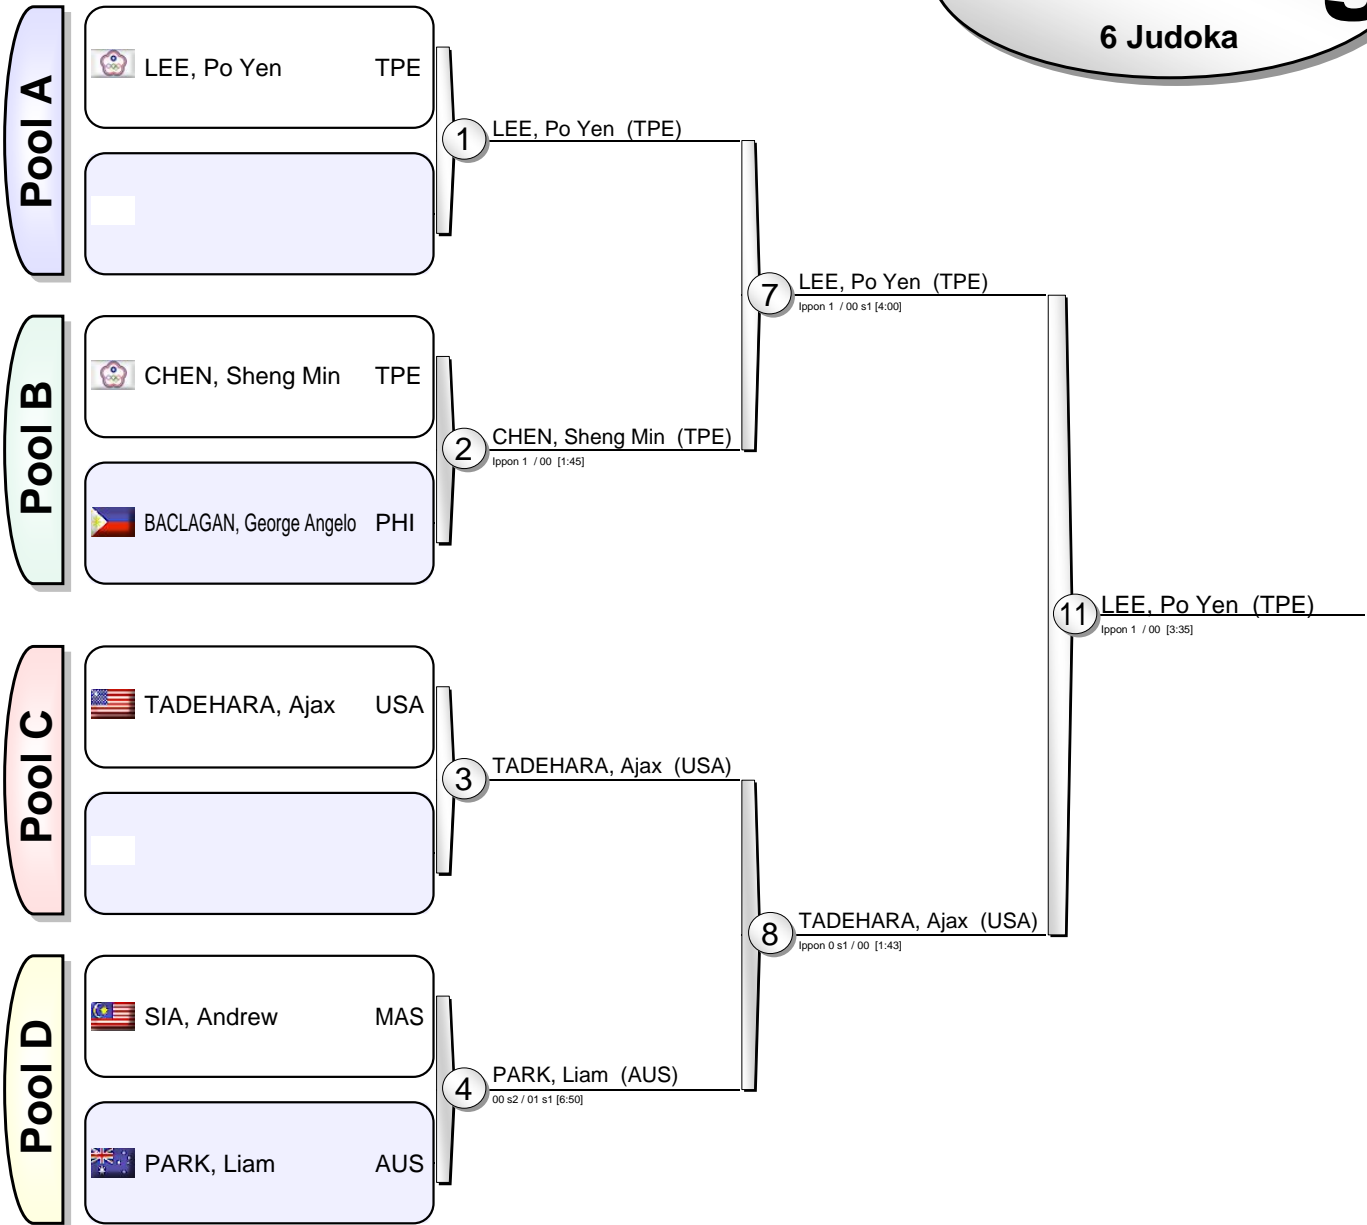 6 Judoka
Pool A
LEE, Po Yen TPE
1
LEE, Po Yen (TPE)
7
LEE, Po Yen (TPE)
Ippon 1 / 00 s1 [4:00]
Pool B
CHEN, Sheng Min TPE
2
CHEN, Sheng Min (TPE)
Ippon 1 / 00 [1:45]
BACLAGAN, George Angelo PHI
11
LEE, Po Yen (TPE)
Ippon 1 / 00 [3:35]
Pool C
TADEHARA, Ajax USA
3
TADEHARA, Ajax (USA)
8
TADEHARA, Ajax (USA)
Ippon 0 s1 / 00 [1:43]
Pool D
SIA, Andrew MAS
4
PARK, Liam (AUS)
00 s2 / 01 s1 [6:50]
PARK, Liam AUS